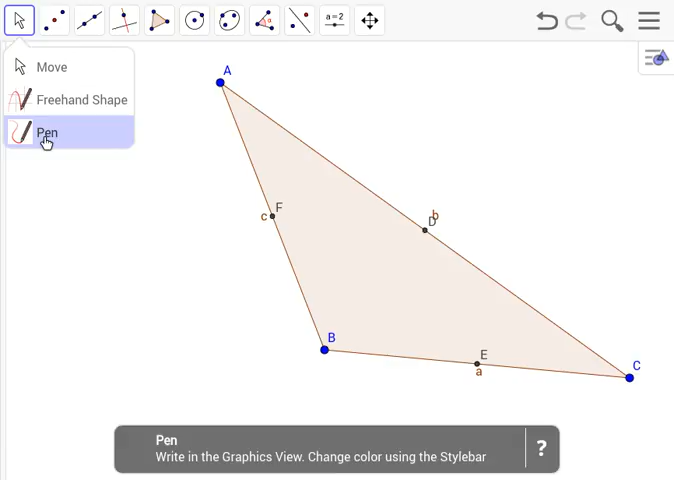 α
a=2
Move
Freehand Shape
Pen
A
F
c
b
D
B
E
a
C
Pen
Write in the Graphics View. Change color using the Stylebar
?